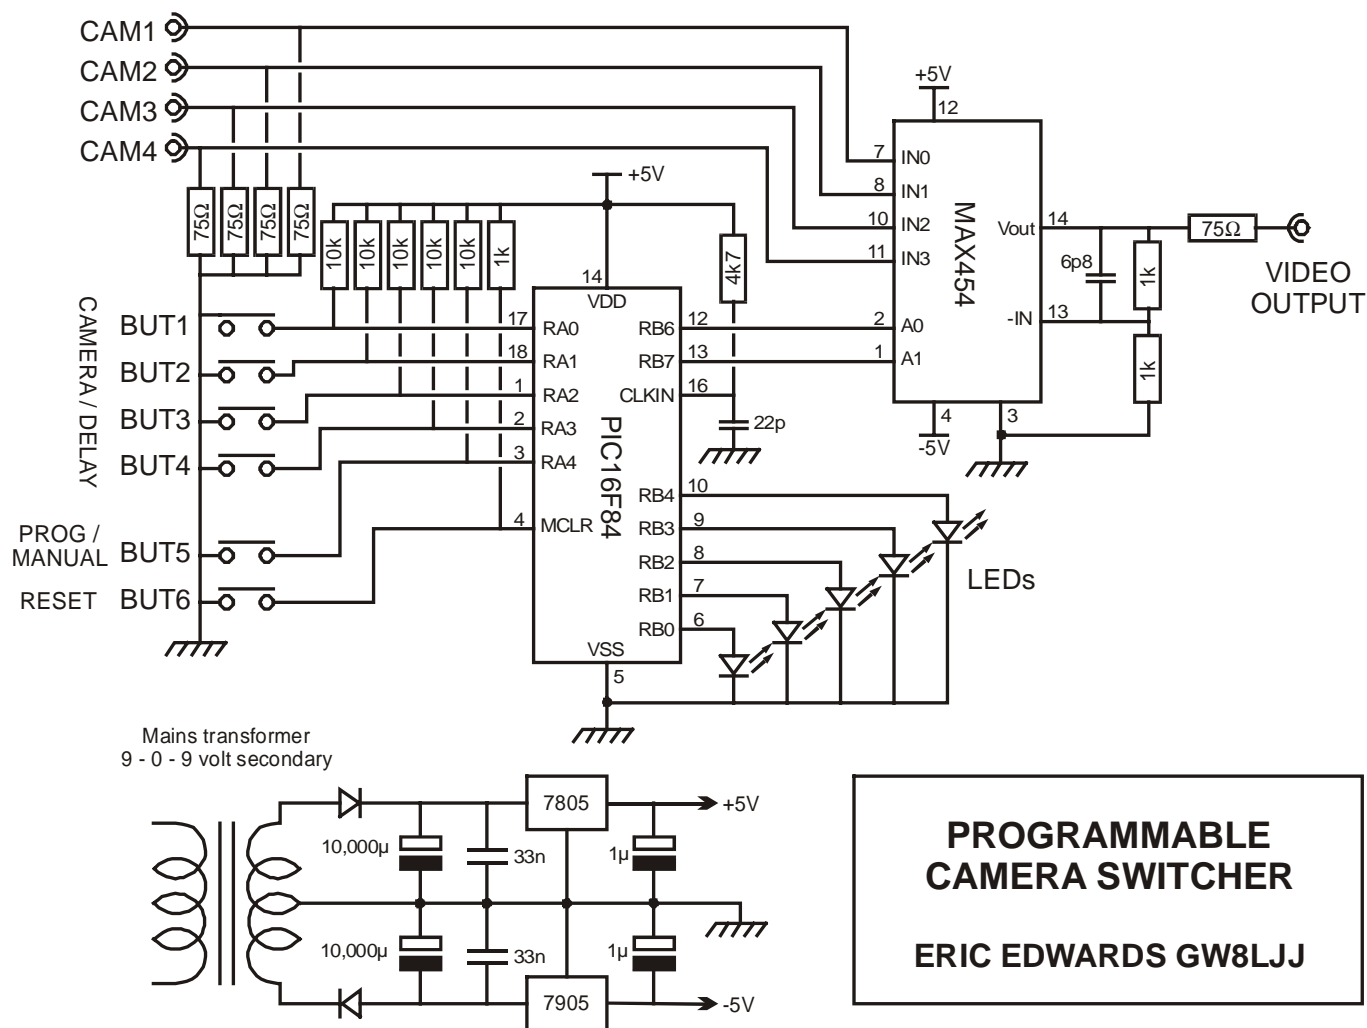 CAM1
CAM2
CAM3
CAM4
75Ω
75Ω
75Ω
75Ω
10k
10k
10k
10k
10k
1k
+5V
4k7
+5V
12
7 IN0
8 IN1
10 IN2
11 IN3
MAX454
Vout 14
-IN 13
2 A0
1 A1
4
-5V
3
6p8
1k
1k
75Ω
VIDEO
OUTPUT
CAMERA / DELAY
BUT1
BUT2
BUT3
BUT4
PROG /
MANUAL
BUT5
RESET
BUT6
14
VDD
17 RA0
18 RA1
1 RA2
2 RA3
3 RA4
4 MCLR
PIC16F84
RB6 12
RB7 13
CLKIN 16
22p
RB4 10
RB3 9
RB2 8
RB1 7
RB0 6
VSS
5
LEDs
Mains transformer
9 - 0 - 9 volt secondary
10,000µ
33n
7805
1µ
+5V
10,000µ
33n
7905
1µ
-5V
PROGRAMMABLE
CAMERA SWITCHER
ERIC EDWARDS GW8LJJ